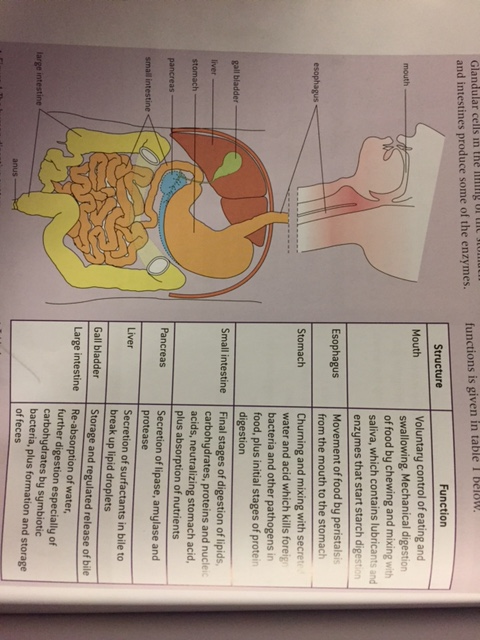 Glandular cells in the lining of the
and intestines produce some of the enzymes.
mouth
esophagus
gall bladder
liver
stomach
pancreas
small intestine
large intestine
anus
functions is given in table 1 below.
Structure
Function
Mouth
Voluntary control of eating and
swallowing. Mechanical digestion
of food by chewing and mixing with
saliva, which contains lubricants and
enzymes that start starch digestion
Esophagus
Movement of food by peristalsis
from the mouth to the stomach
Stomach
Churning and mixing with secreted
water and acid which kills foreign
bacteria and other pathogens in
food, plus initial stages of protein
digestion
Small intestine
Final stages of digestion of lipids,
carbohydrates, proteins and nucleic
acids, neutralizing stomach acid,
plus absorption of nutrients
Pancreas
Secretion of lipase, amylase and
protease
Liver
Secretion of surfactants in bile to
break up lipid droplets
Gall bladder
Storage and regulated release of bile
Large intestine
Re-absorption of water,
further digestion especially of
carbohydrates by symbiotic
bacteria, plus formation and storage
of feces